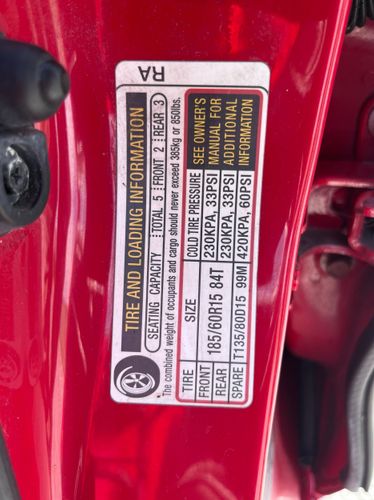 RA
TIRE AND LOADING INFORMATION
SEATING CAPACITY TOTAL 5 FRONT 2 REAR 3
The combined weight of occupants and cargo should never exceed 385kg or 850lbs.
TIRE SIZE COLD TIRE PRESSURE
FRONT 185/60R15 84T 230KPA, 33PSI
REAR 230KPA, 33PSI
SPARE T135/80D15 99M 420KPA, 60PSI
SEE OWNER'S
MANUAL FOR
ADDITIONAL
INFORMATION